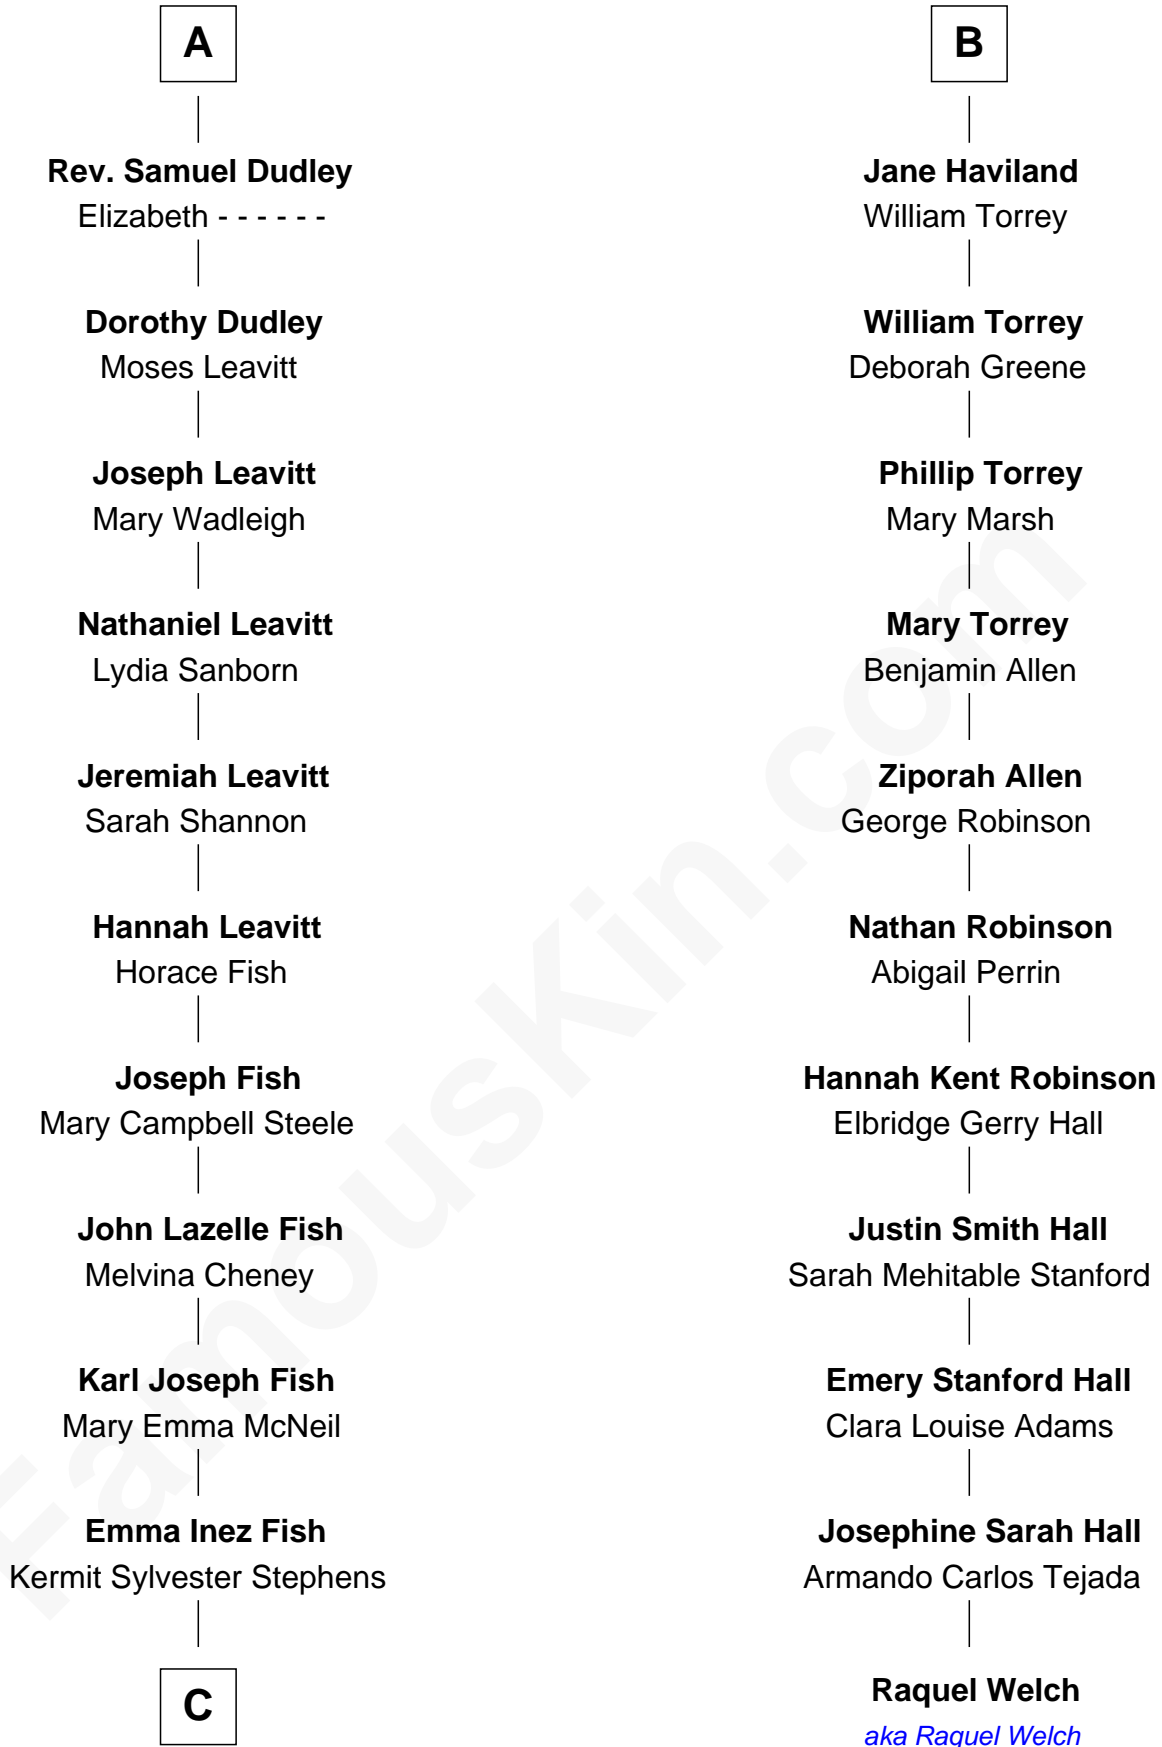 A
Rev. Samuel Dudley
Elizabeth - - - - - -
Dorothy Dudley
Moses Leavitt
Joseph Leavitt
Mary Wadleigh
Nathaniel Leavitt
Lydia Sanborn
Jeremiah Leavitt
Sarah Shannon
Hannah Leavitt
Horace Fish
Joseph Fish
Mary Campbell Steele
John Lazelle Fish
Melvina Cheney
Karl Joseph Fish
Mary Emma McNeil
Emma Inez Fish
Kermit Sylvester Stephens
C
B
Jane Haviland
William Torrey
William Torrey
Deborah Greene
Phillip Torrey
Mary Marsh
Mary Torrey
Benjamin Allen
Ziporah Allen
George Robinson
Nathan Robinson
Abigail Perrin
Hannah Kent Robinson
Elbridge Gerry Hall
Justin Smith Hall
Sarah Mehitable Stanford
Emery Stanford Hall
Clara Louise Adams
Josephine Sarah Hall
Armando Carlos Tejada
Raquel Welch
aka Raquel Welch
FamousKin.com